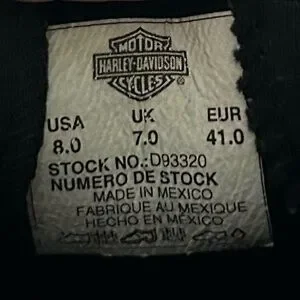 MOTOR
HARLEY-DAVIDSON
CYCLES
USA UK EUR
8.0 7.0 41.0
STOCK NO.:D93320
NUMERO DE STOCK
MADE IN MEXICO
FABRIQUE AU MEXIQUE
HECHO EN MEXICO